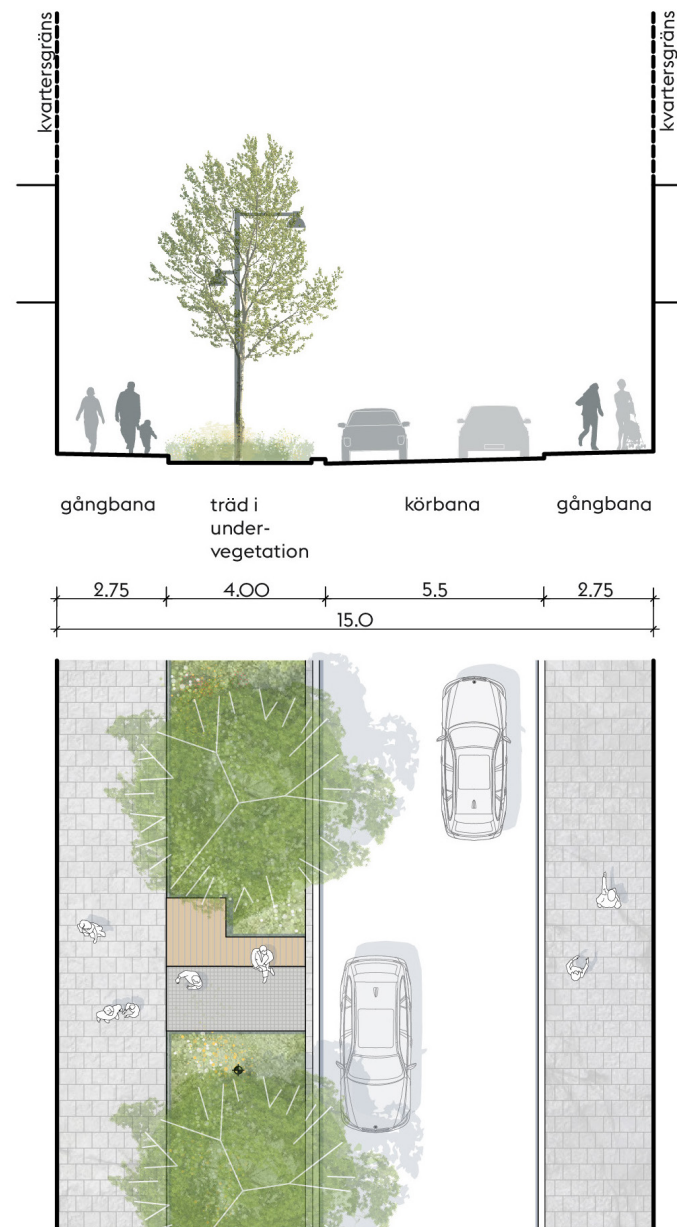 kvartersgräns
kvartersgräns
gångbana
träd i
under-
vegetation
körbana
gångbana
2.75
4.00
5.5
2.75
15.0